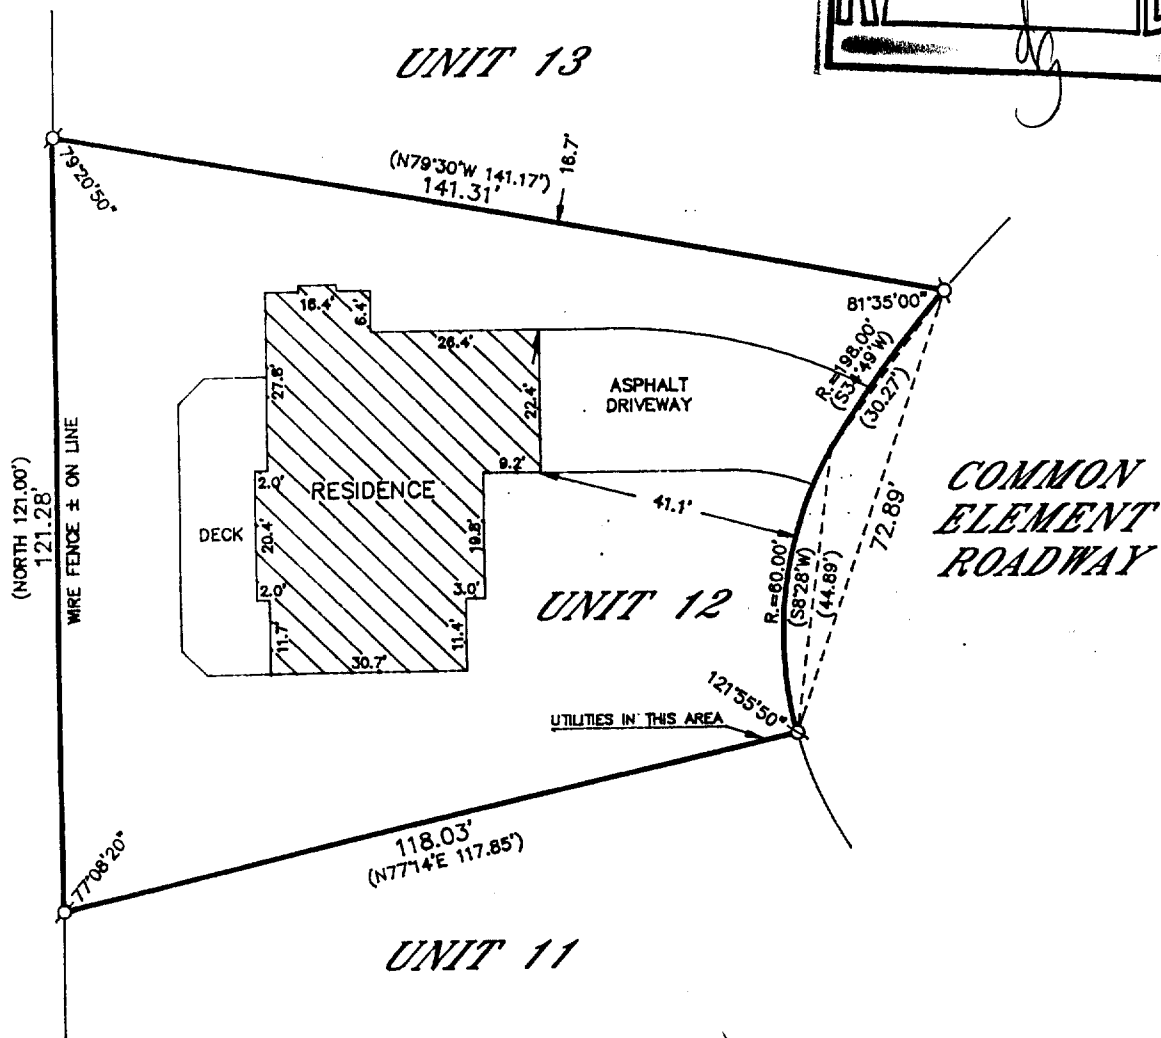 UNIT 13
79°20'50"
(N79°30'W 141.17')
141.31'
16.7'
81°35'00"
16.4'
6.4'
26.4'
27.8'
22.4'
ASPHALT
DRIVEWAY
R.=198.00'
(S34°49'W)
(30.27')
9.2'
2.0'
RESIDENCE
(NORTH 121.00')
121.28'
WIRE FENCE ± ON LINE
DECK
20.4'
19.8'
41.1'
72.89'
COMMON
ELEMENT
ROADWAY
2.0'
3.0'
UNIT 12
R.=60.00'
(S8°28'W)
(44.89')
11.7'
11.4'
30.7'
121°55'50"
UTILITIES IN THIS AREA
77°08'20"
118.03'
(N77°14'E 117.85')
UNIT 11